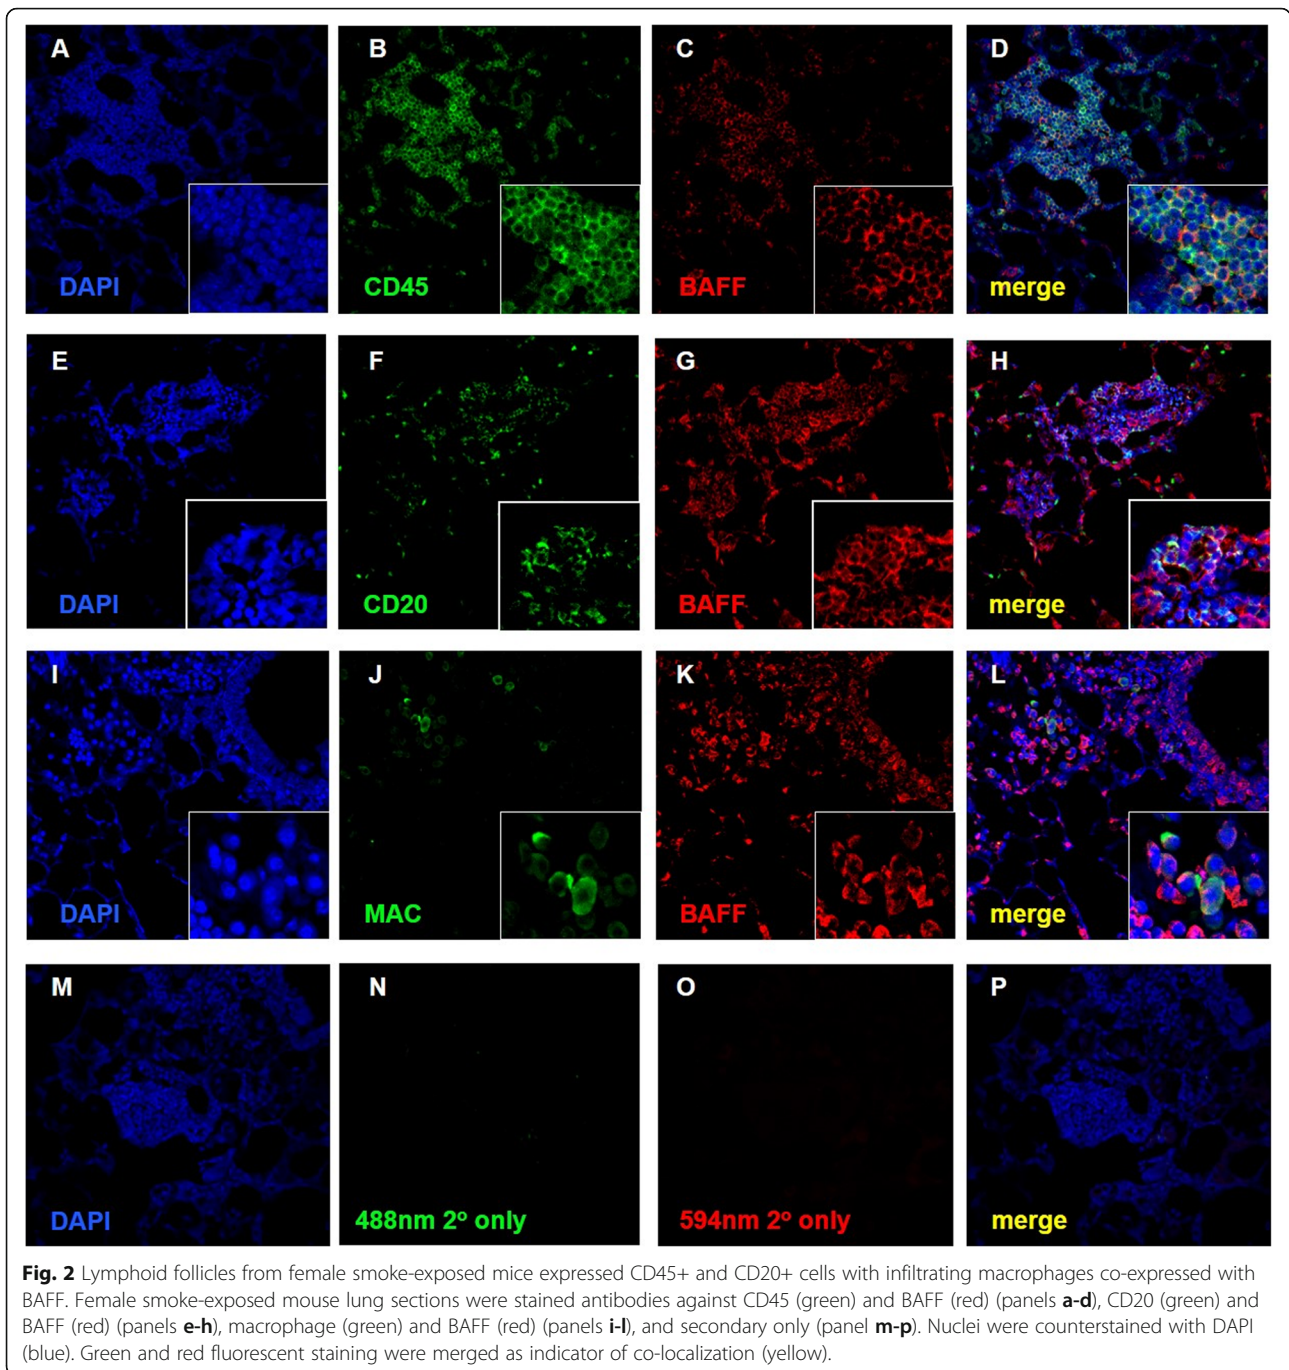 A B C D
DAPI CD45 BAFF merge
E F G H
DAPI CD20 BAFF merge
I J K L
DAPI MAC BAFF merge
M N O P
DAPI 488nm 2º only 594nm 2º only merge
Fig. 2 Lymphoid follicles from female smoke-exposed mice expressed CD45+ and CD20+ cells with infiltrating macrophages co-expressed with
BAFF. Female smoke-exposed mouse lung sections were stained antibodies against CD45 (green) and BAFF (red) (panels a-d), CD20 (green) and
BAFF (red) (panels e-h), macrophage (green) and BAFF (red) (panels i-l), and secondary only (panel m-p). Nuclei were counterstained with DAPI
(blue). Green and red fluorescent staining were merged as indicator of co-localization (yellow).